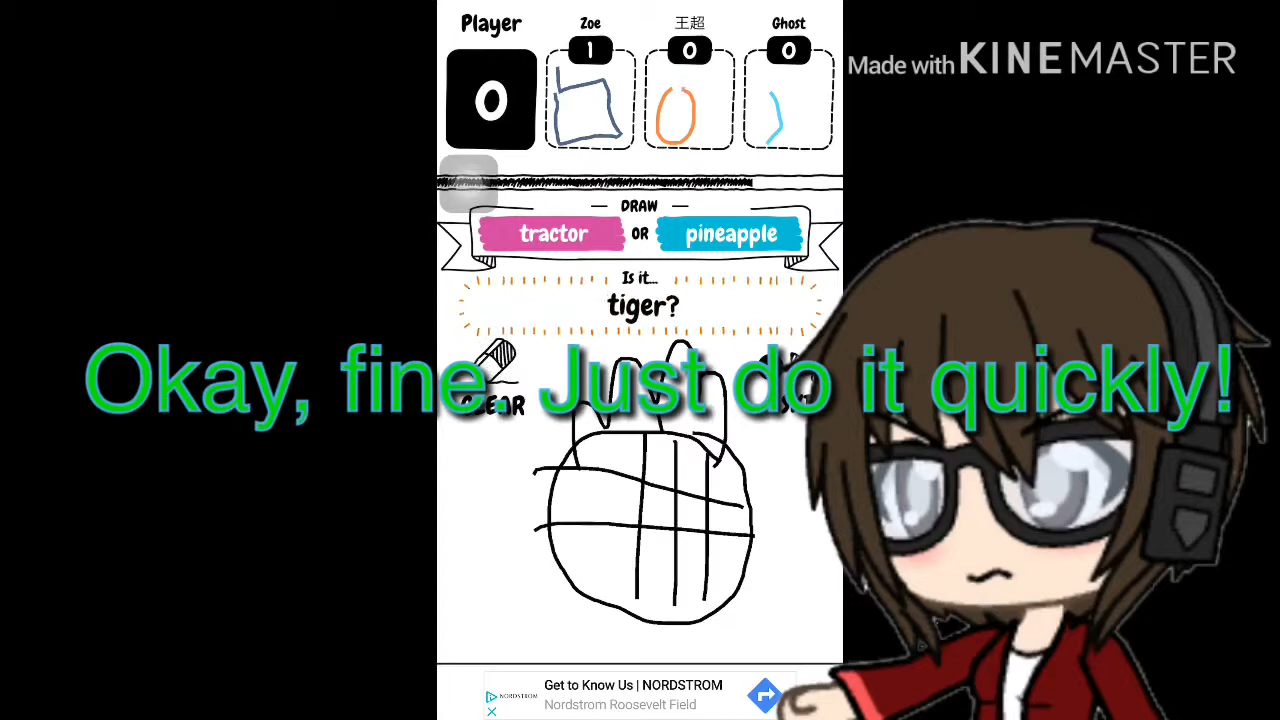 Player
Zoe
王超
Ghost
0
1
0
0
Made with KINEMASTER
DRAW
tractor OR pineapple
Is it...
tiger?
Okay, fine. Just do it quickly!
Get to Know Us | NORDSTROM
NORDSTROM
Nordstrom Roosevelt Field